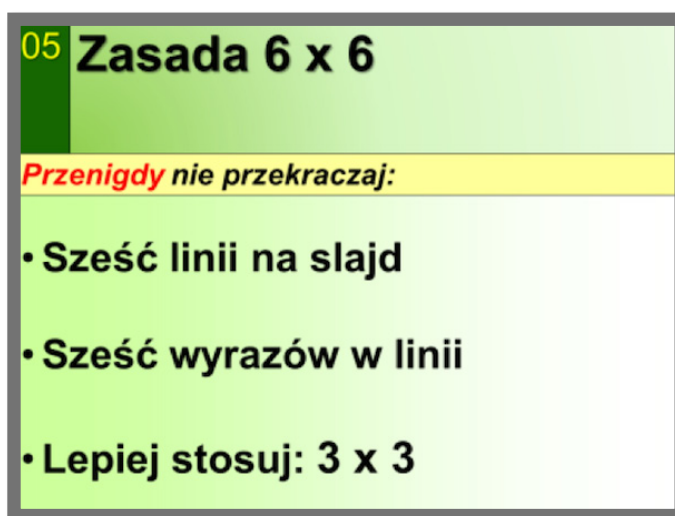 05 Zasada 6 x 6
Przenigdy nie przekraczaj:
• Sześć linii na slajd
• Sześć wyrazów w linii
• Lepiej stosuj: 3 x 3